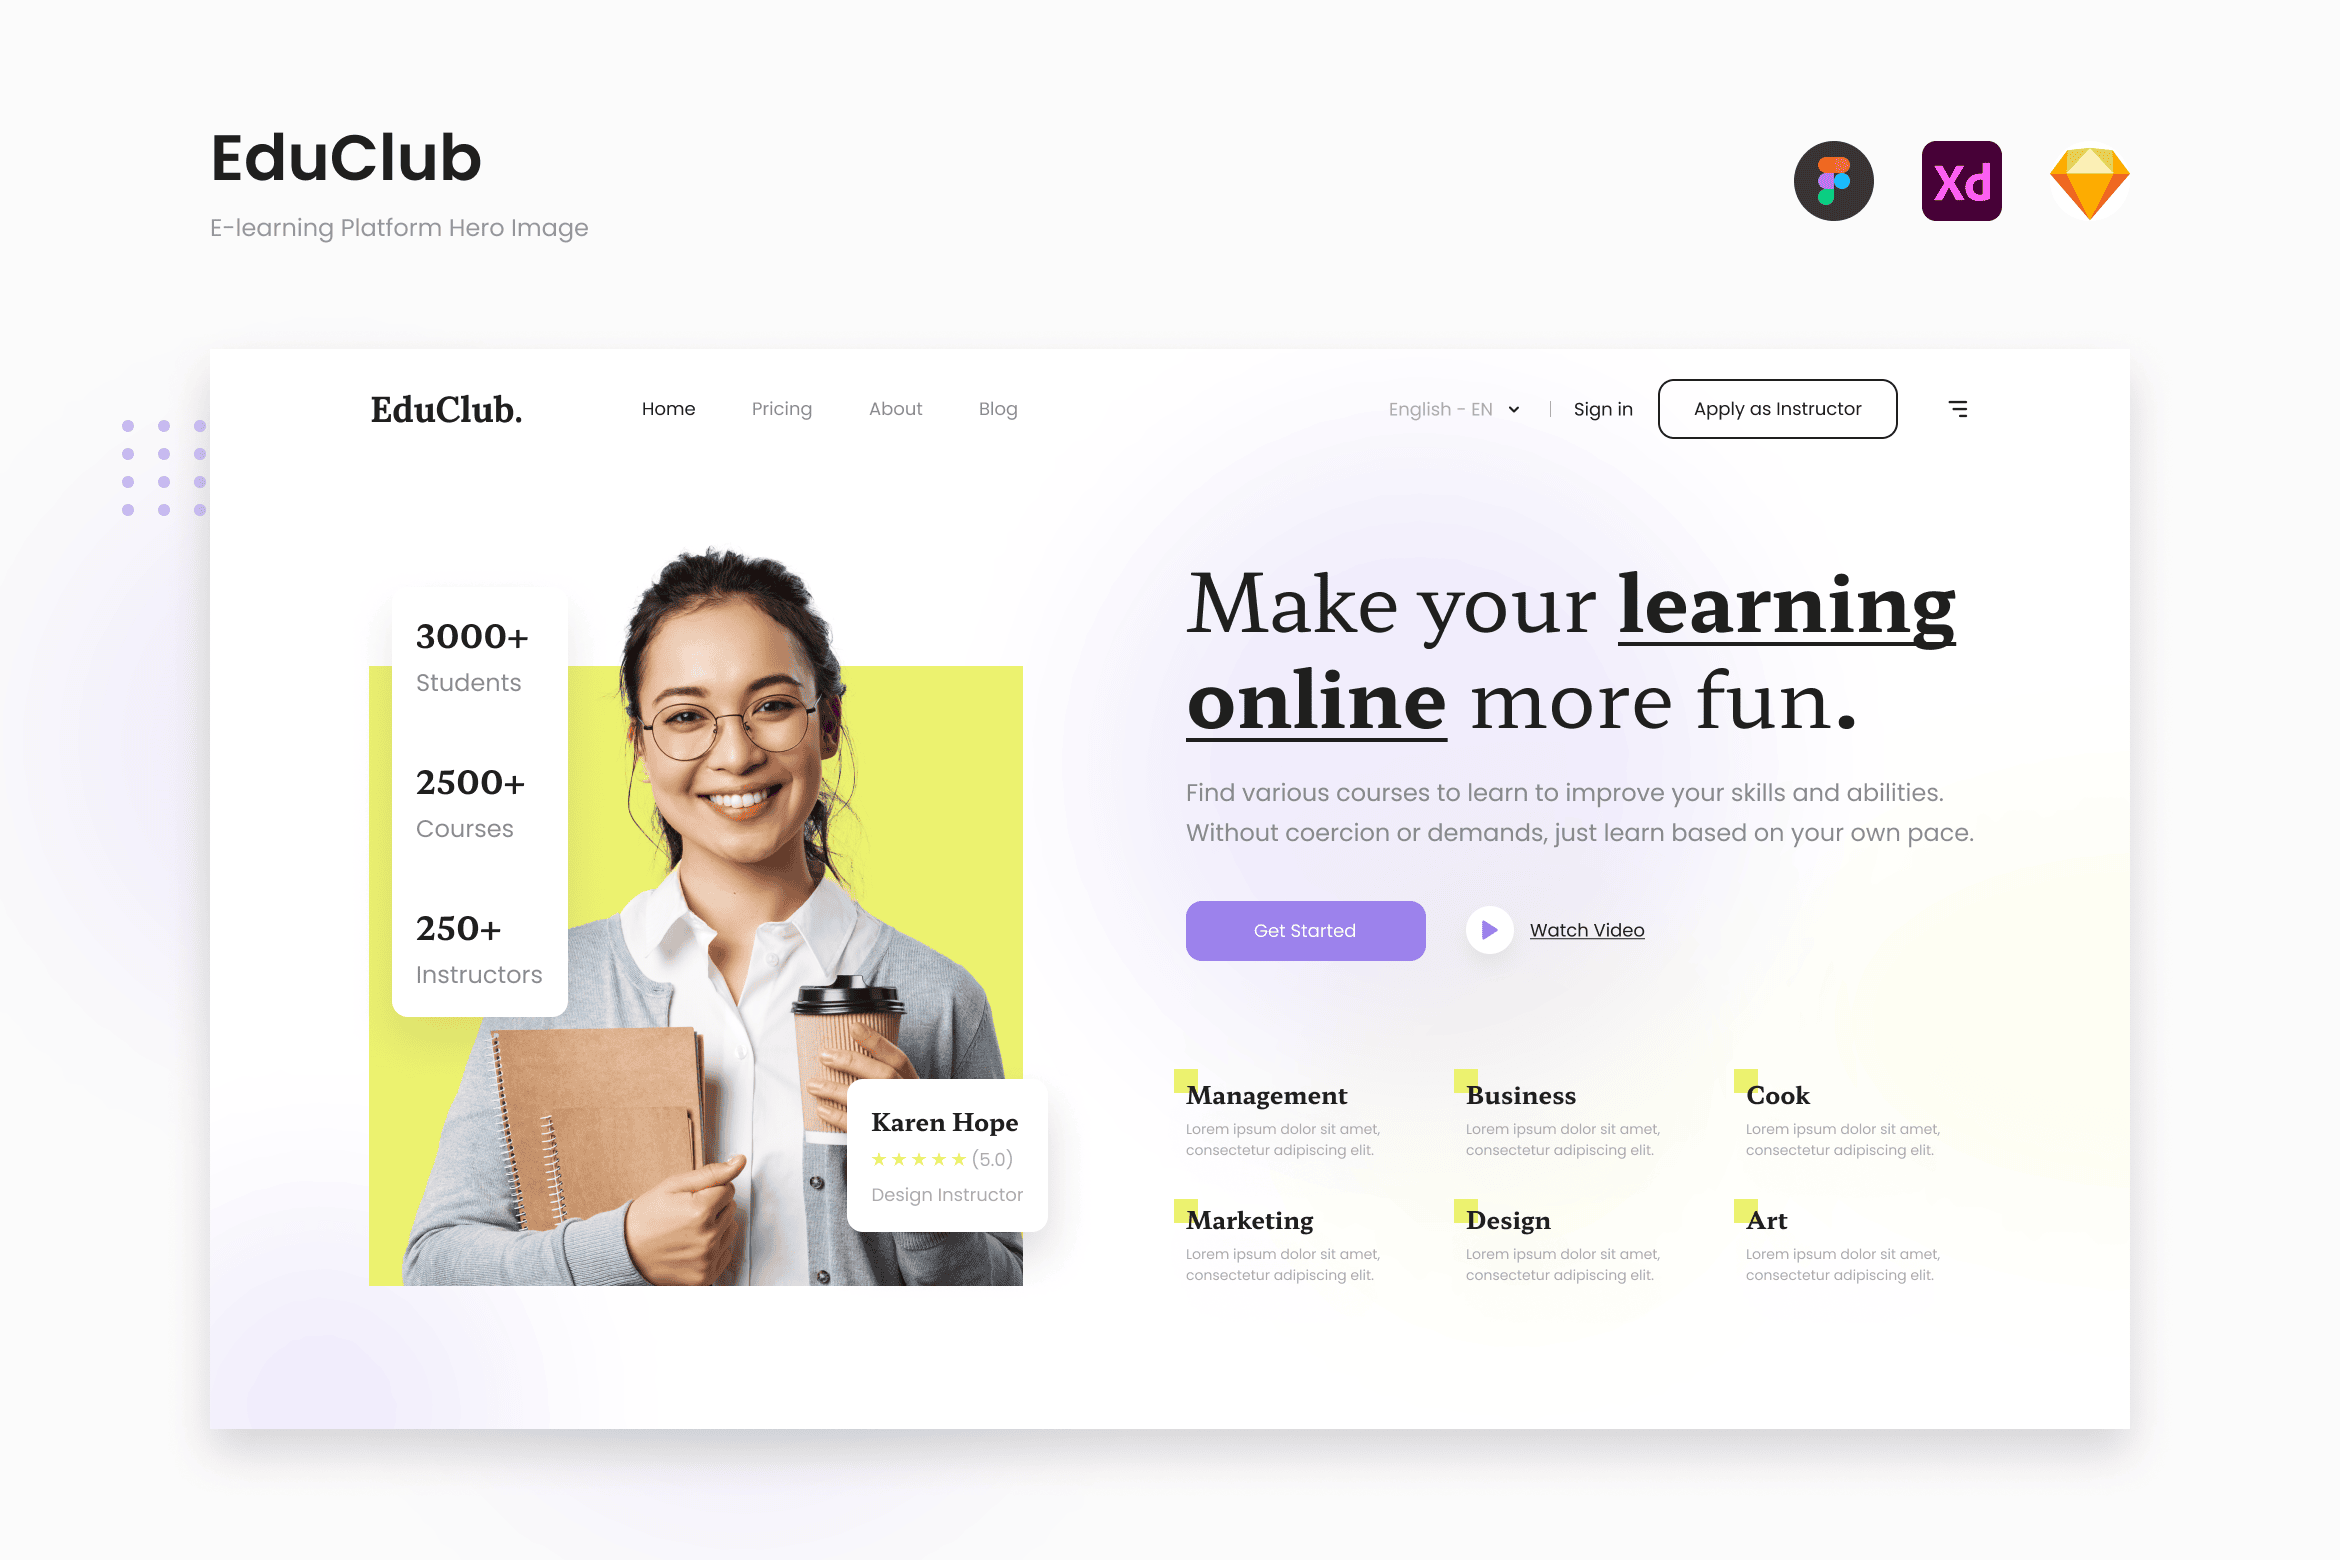 EduClub
E-learning Platform Hero Image
Xd
EduClub.
Home
Pricing
About
Blog
English - EN
Sign in
Apply as Instructor
3000+
Students
2500+
Courses
250+
Instructors
Karen Hope
★★★★★ (5.0)
Design Instructor
Make your learning
online more fun.
Find various courses to learn to improve your skills and abilities.
Without coercion or demands, just learn based on your own pace.
Get Started
Watch Video
Management
Lorem ipsum dolor sit amet,
consectetur adipiscing elit.
Business
Lorem ipsum dolor sit amet,
consectetur adipiscing elit.
Cook
Lorem ipsum dolor sit amet,
consectetur adipiscing elit.
Marketing
Lorem ipsum dolor sit amet,
consectetur adipiscing elit.
Design
Lorem ipsum dolor sit amet,
consectetur adipiscing elit.
Art
Lorem ipsum dolor sit amet,
consectetur adipiscing elit.